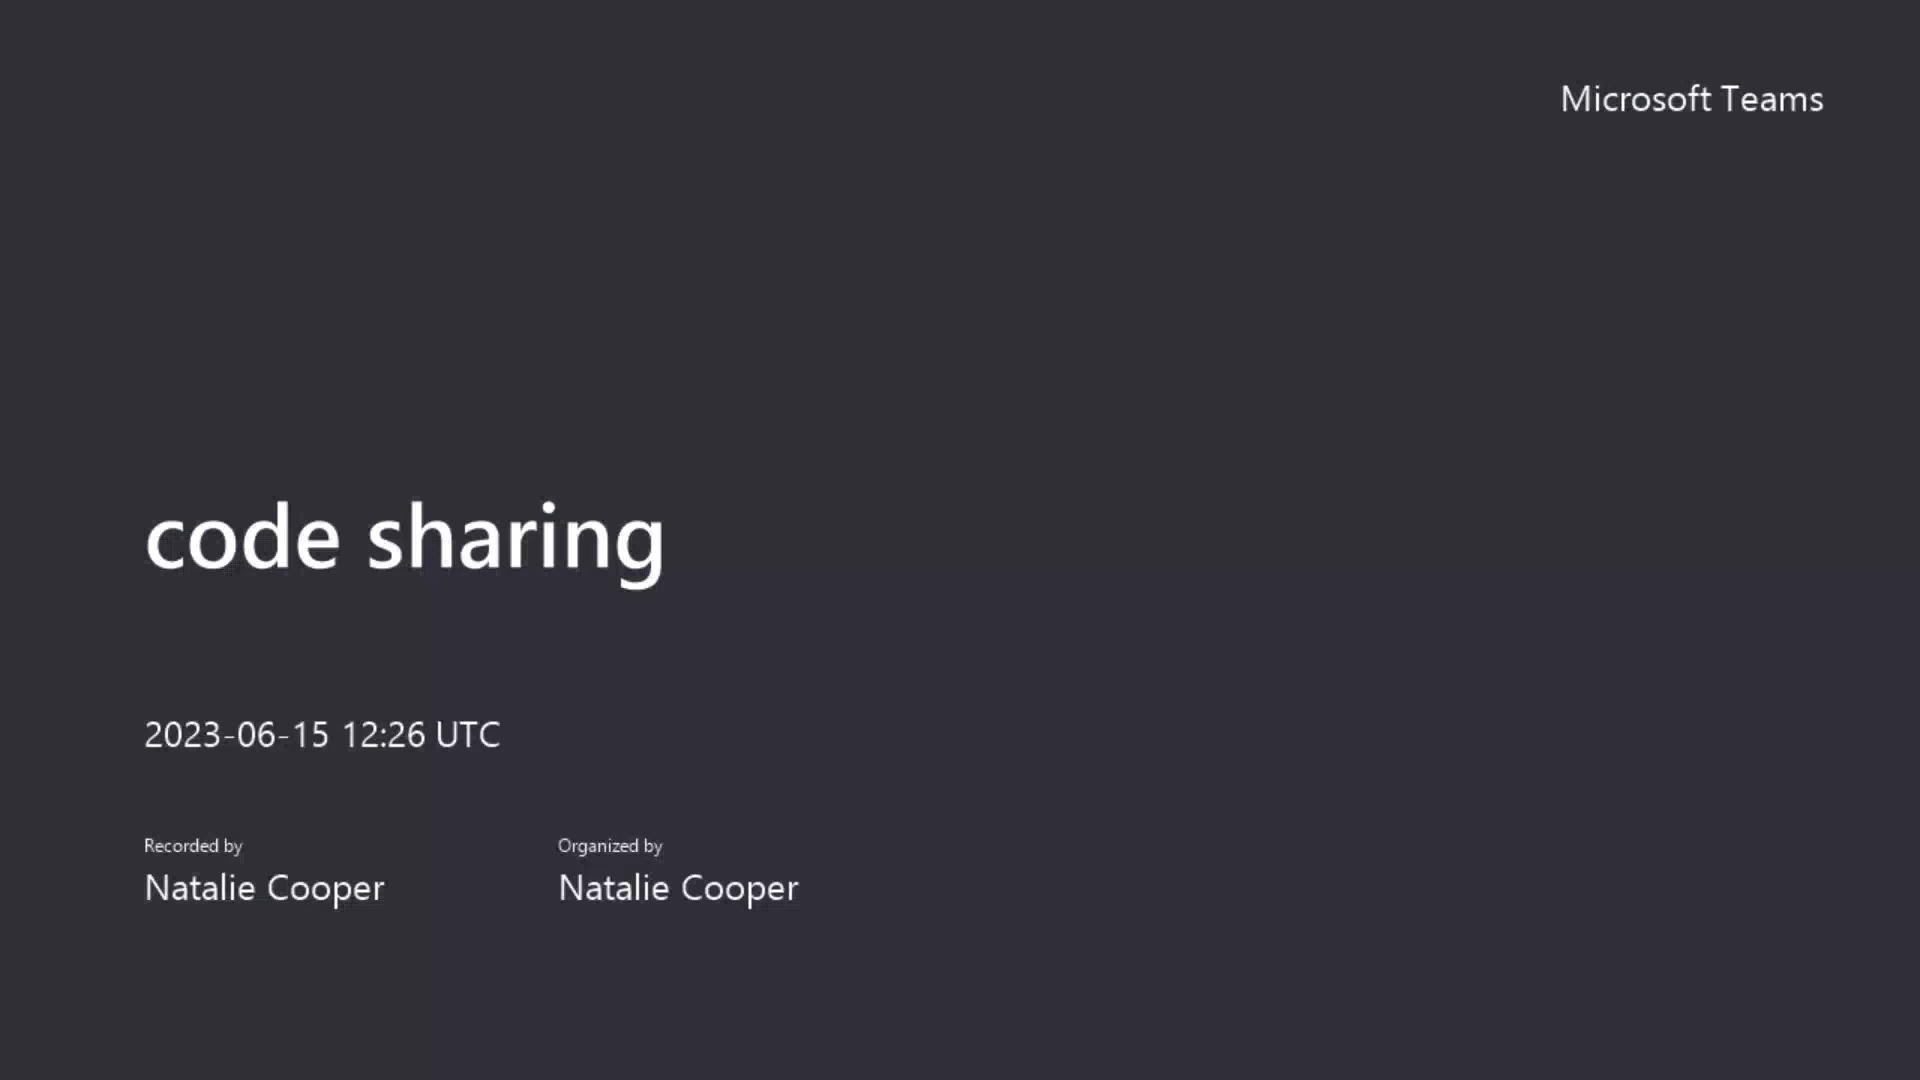 Microsoft Teams
code sharing
2023-06-15 12:26 UTC
Recorded by
Natalie Cooper
Organized by
Natalie Cooper